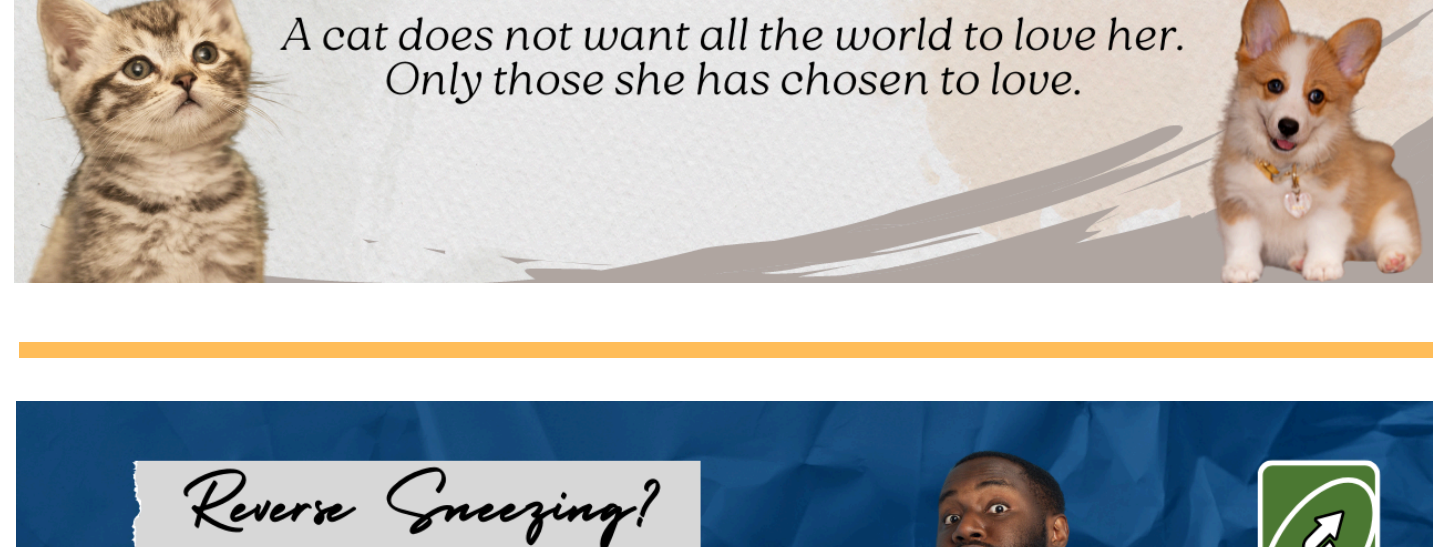 A cat does not want all the world to love her.
Only those she has chosen to love.
Reverse Sneezing?